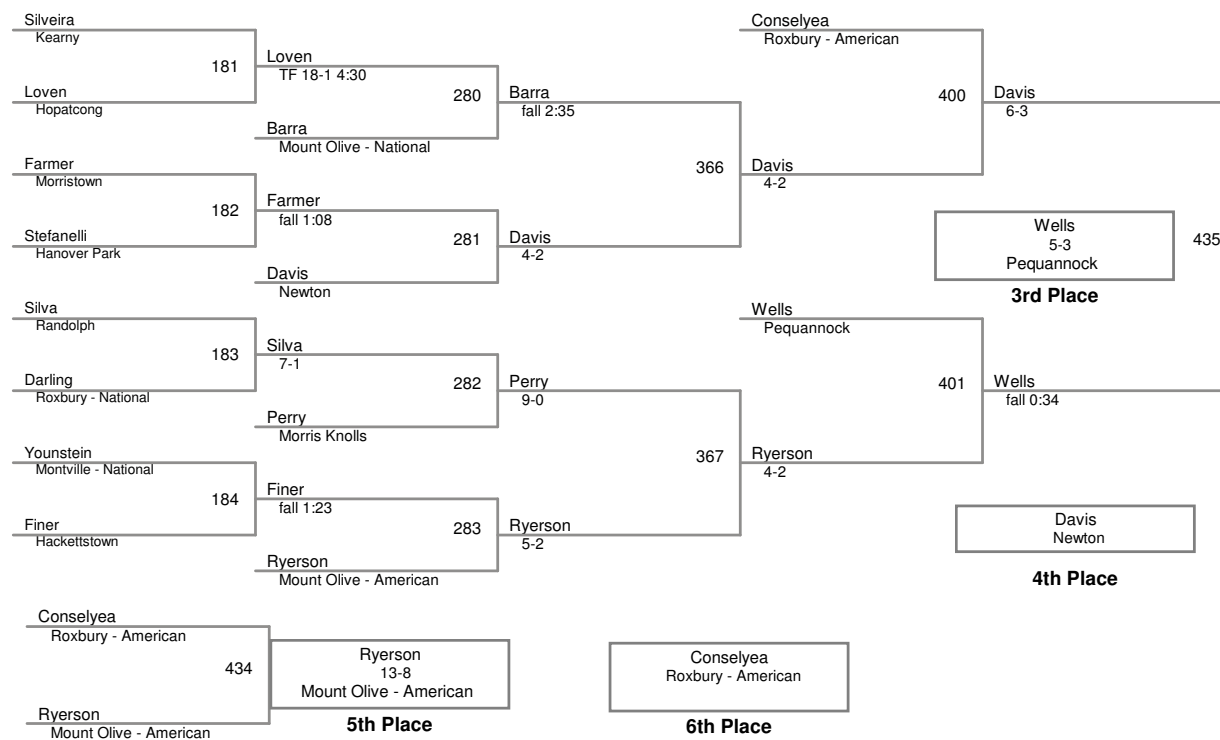 Silveira
Kearny
181
Loven
Hopatcong
Loven
TF 18-1 4:30
280
Barra
Mount Olive - National
Barra
fall 2:35
Farmer
Morristown
182
Stefanelli
Hanover Park
Farmer
fall 1:08
281
Davis
Newton
Davis
4-2
366
Davis
4-2
Conselyea
Roxbury - American
400
Davis
6-3
Silva
Randolph
183
Darling
Roxbury - National
Silva
7-1
282
Perry
Morris Knolls
Perry
9-0
Younstein
Montville - National
184
Finer
Hackettstown
Finer
fall 1:23
283
Ryerson
Mount Olive - American
Ryerson
5-2
367
Ryerson
4-2
Wells
Pequannock
401
Wells
fall 0:34
Wells
5-3
Pequannock
435
3rd Place
Davis
Newton
4th Place
Conselyea
Roxbury - American
434
Ryerson
Mount Olive - American
Ryerson
13-8
Mount Olive - American
5th Place
Conselyea
Roxbury - American
6th Place